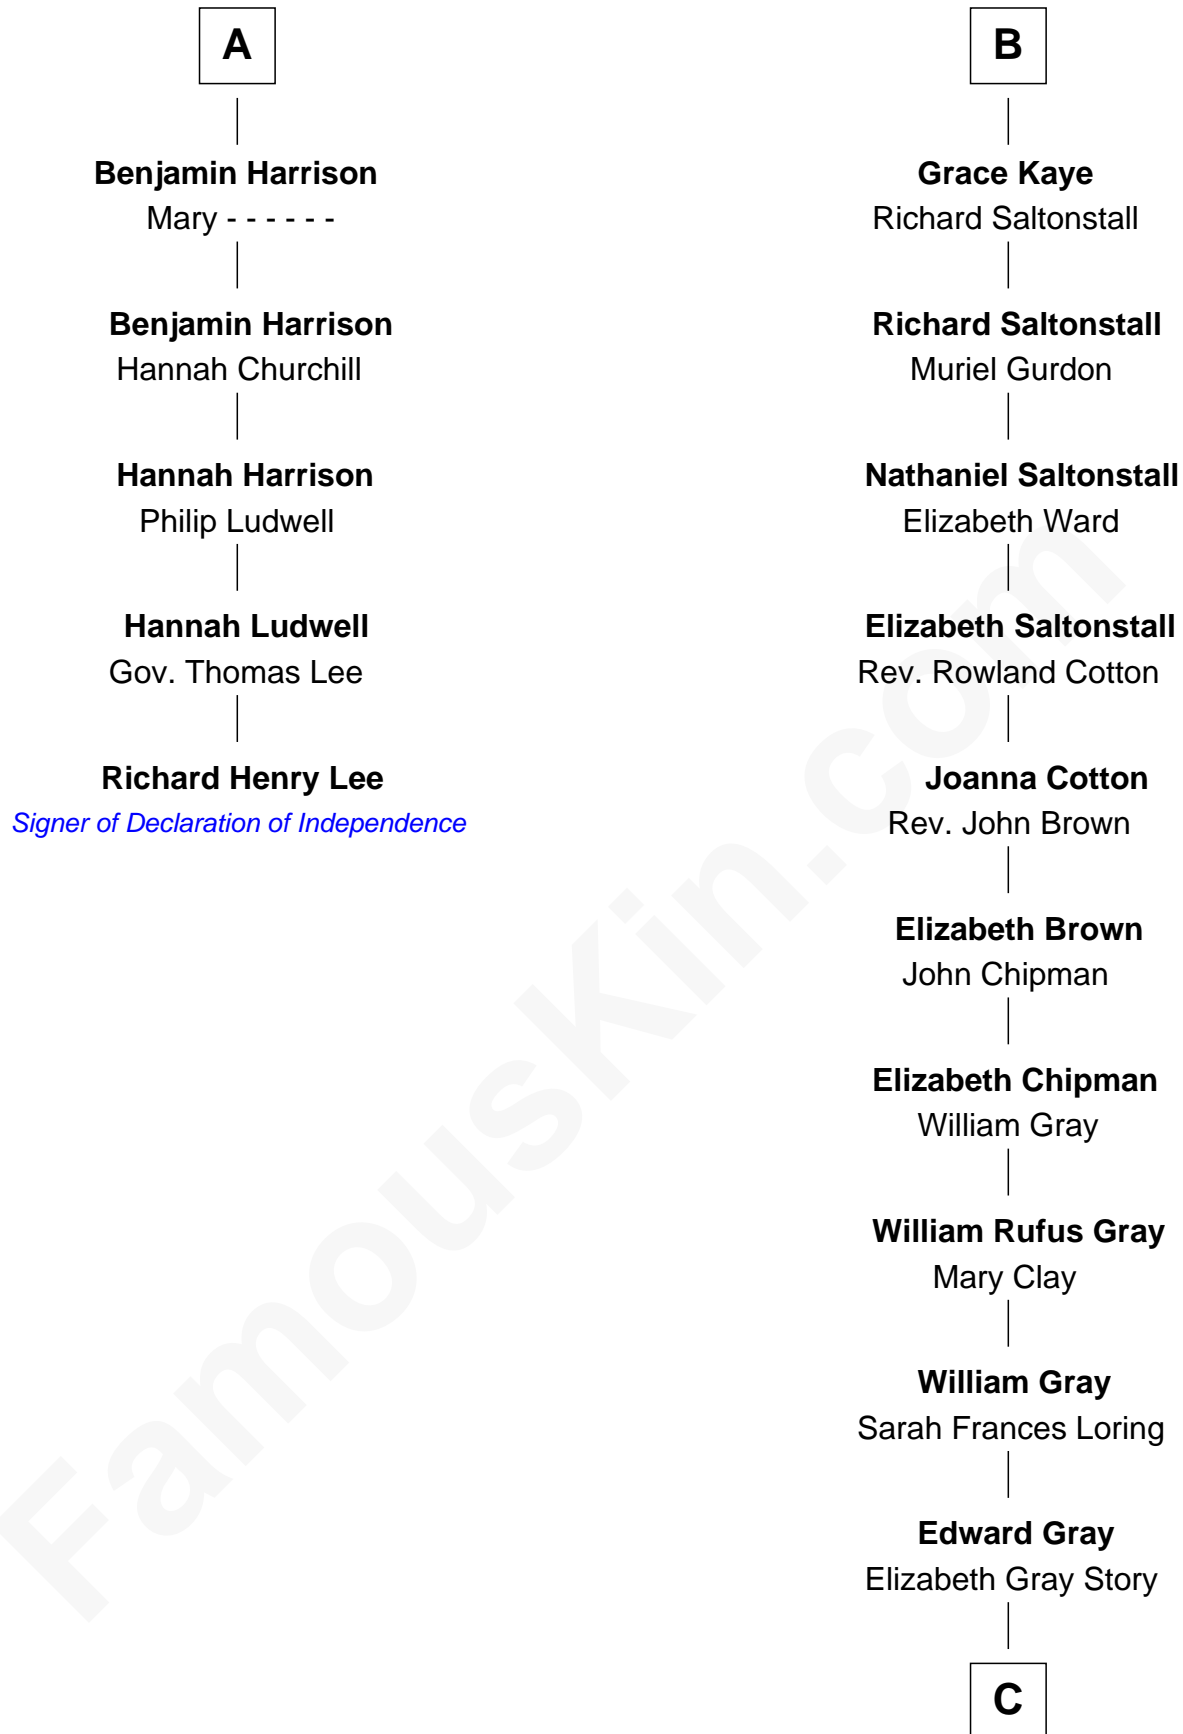 A
Benjamin Harrison
Mary - - - - - -
Benjamin Harrison
Hannah Churchill
Hannah Harrison
Philip Ludwell
Hannah Ludwell
Gov. Thomas Lee
Richard Henry Lee
Signer of Declaration of Independence
B
Grace Kaye
Richard Saltonstall
Richard Saltonstall
Muriel Gurdon
Nathaniel Saltonstall
Elizabeth Ward
Elizabeth Saltonstall
Rev. Rowland Cotton
Joanna Cotton
Rev. John Brown
Elizabeth Brown
John Chipman
Elizabeth Chipman
William Gray
William Rufus Gray
Mary Clay
William Gray
Sarah Frances Loring
Edward Gray
Elizabeth Gray Story
C
FamousKin.com